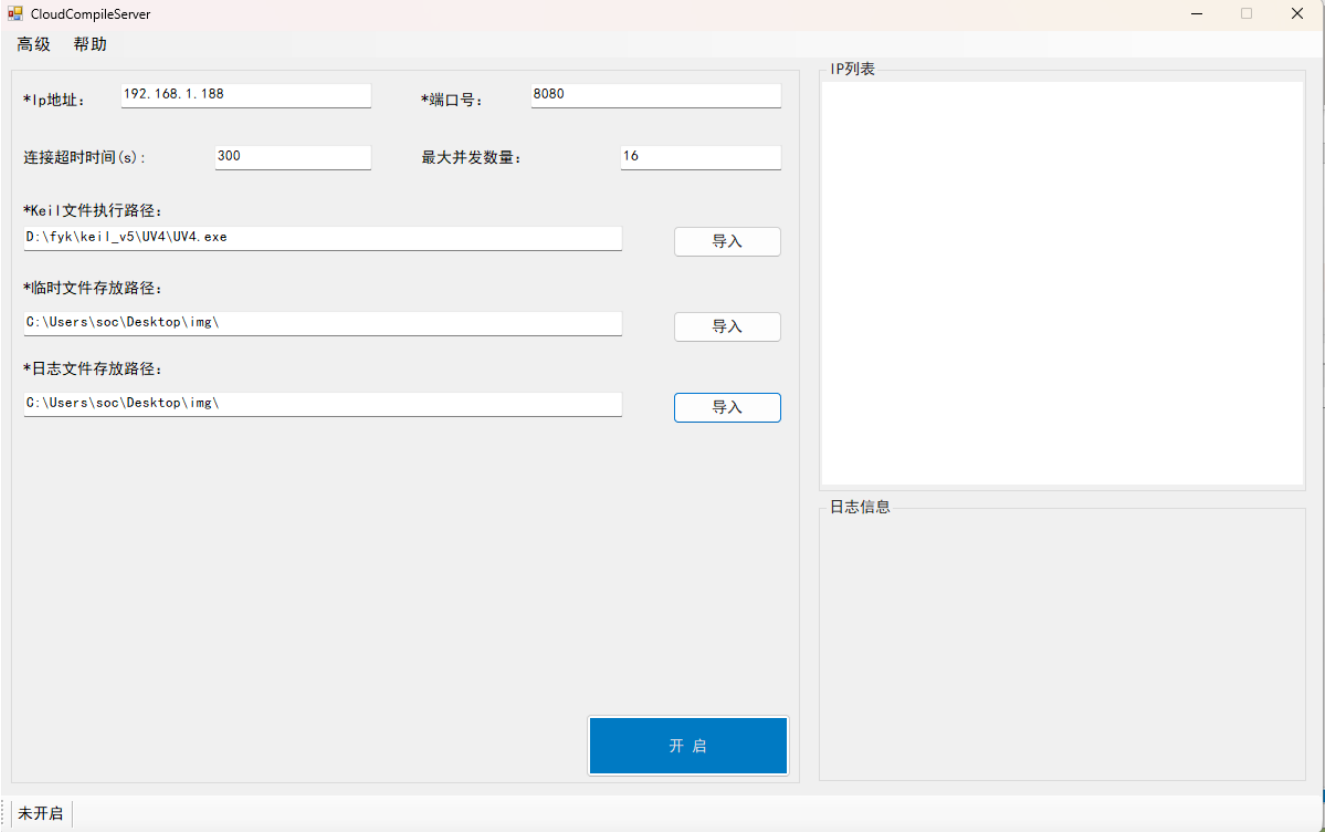 CloudCompileServer
高级 帮助
*Ip地址: 192.168.1.188 *端口号: 8080
连接超时时间(s): 300 最大并发数量: 16
*Keil文件执行路径:
D:\fyk\keil_v5\UV4\UV4.exe 导入
*临时文件存放路径:
C:\Users\soc\Desktop\img\ 导入
*日志文件存放路径:
C:\Users\soc\Desktop\img\ 导入
开 启
IP列表
日志信息
未开启